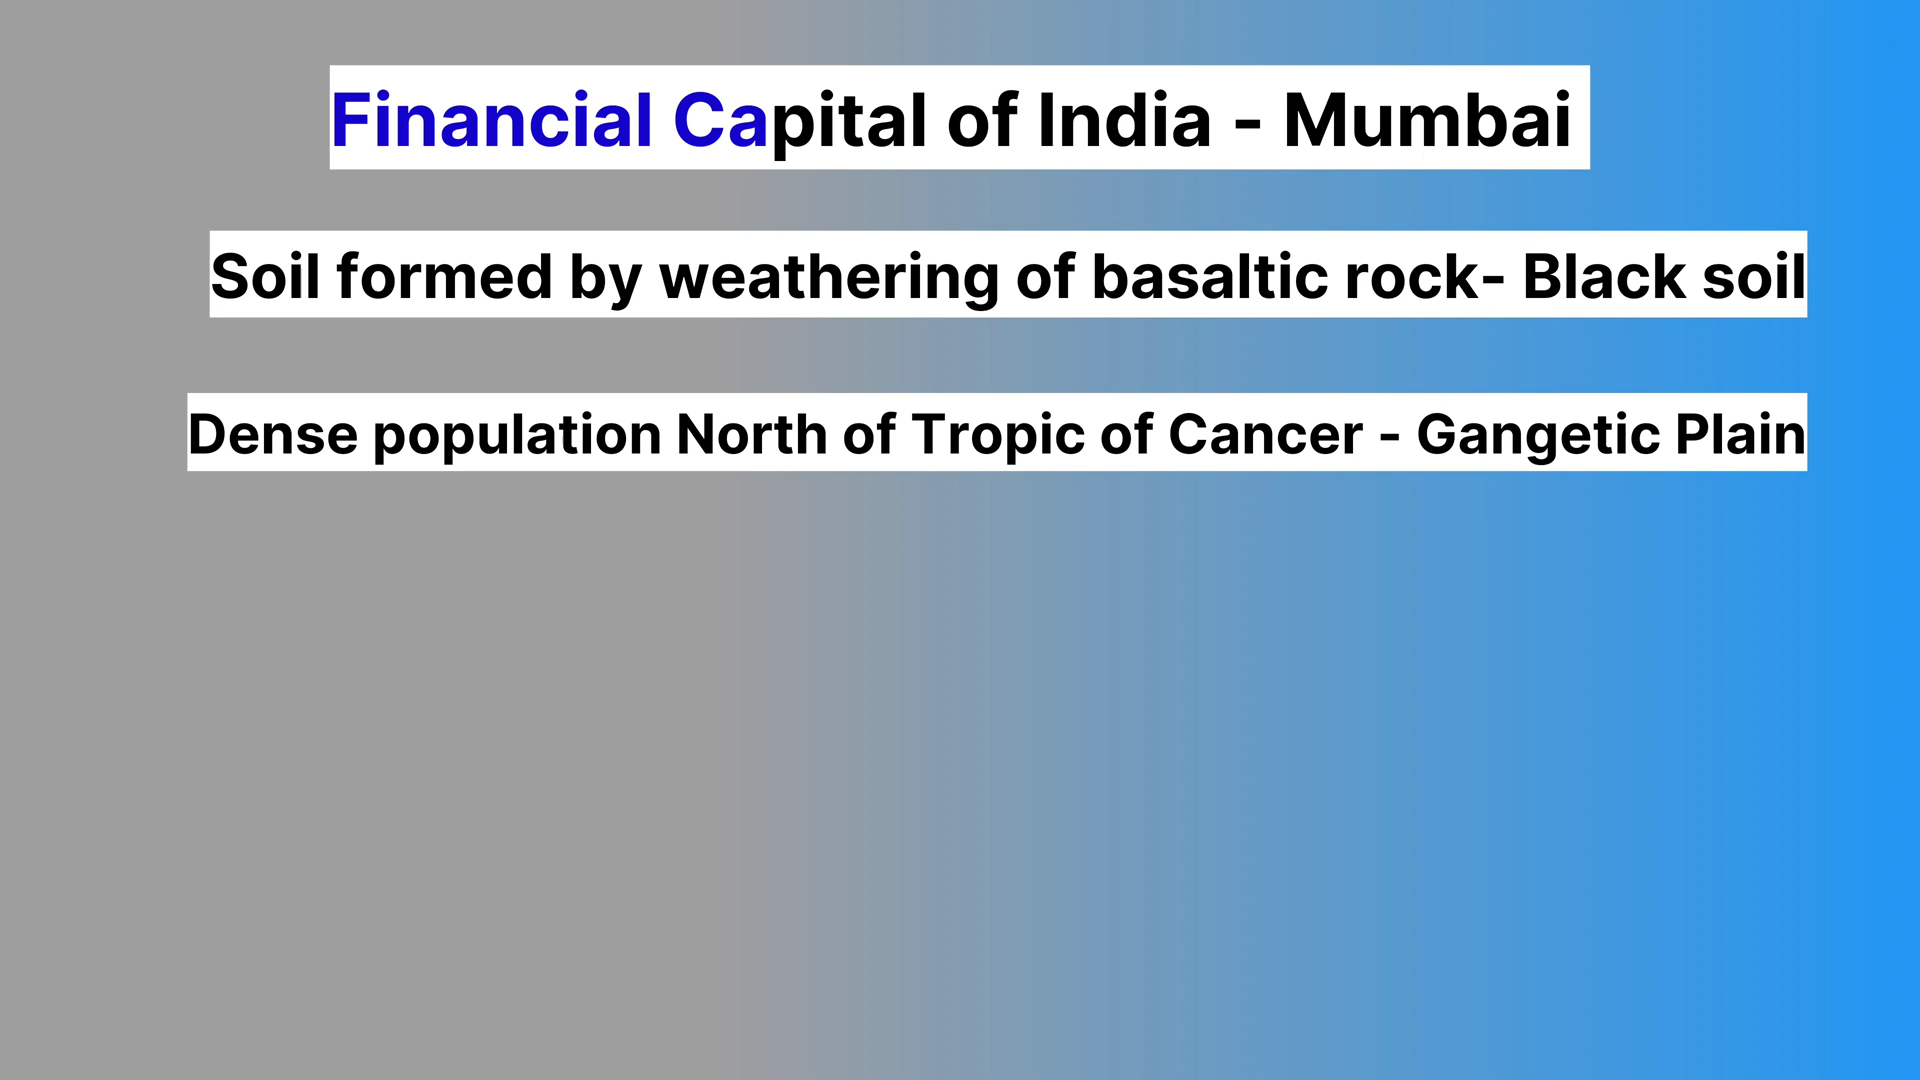 Financial Capital of India - Mumbai
Soil formed by weathering of basaltic rock- Black soil
Dense population North of Tropic of Cancer - Gangetic Plain